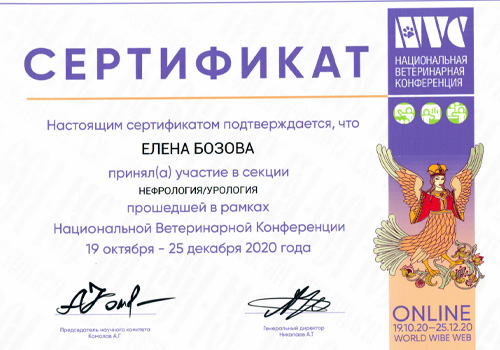 NVC
НАЦИОНАЛЬНАЯ
ВЕТЕРИНАРНАЯ
КОНФЕРЕНЦИЯ
СЕРТИФИКАТ
Настоящим сертификатом подтверждается, что
ЕЛЕНА БОЗОВА
принял(а) участие в секции
НЕФРОЛОГИЯ/УРОЛОГИЯ
прошедшей в рамках
Национальной Ветеринарной Конференции
19 октября - 25 декабря 2020 года
Председатель научного комитета
Комолов А.Г
Генеральный директор
Николаев А.Т
ONLINE
19.10.20—25.12.20
WORLD WIBE WEB